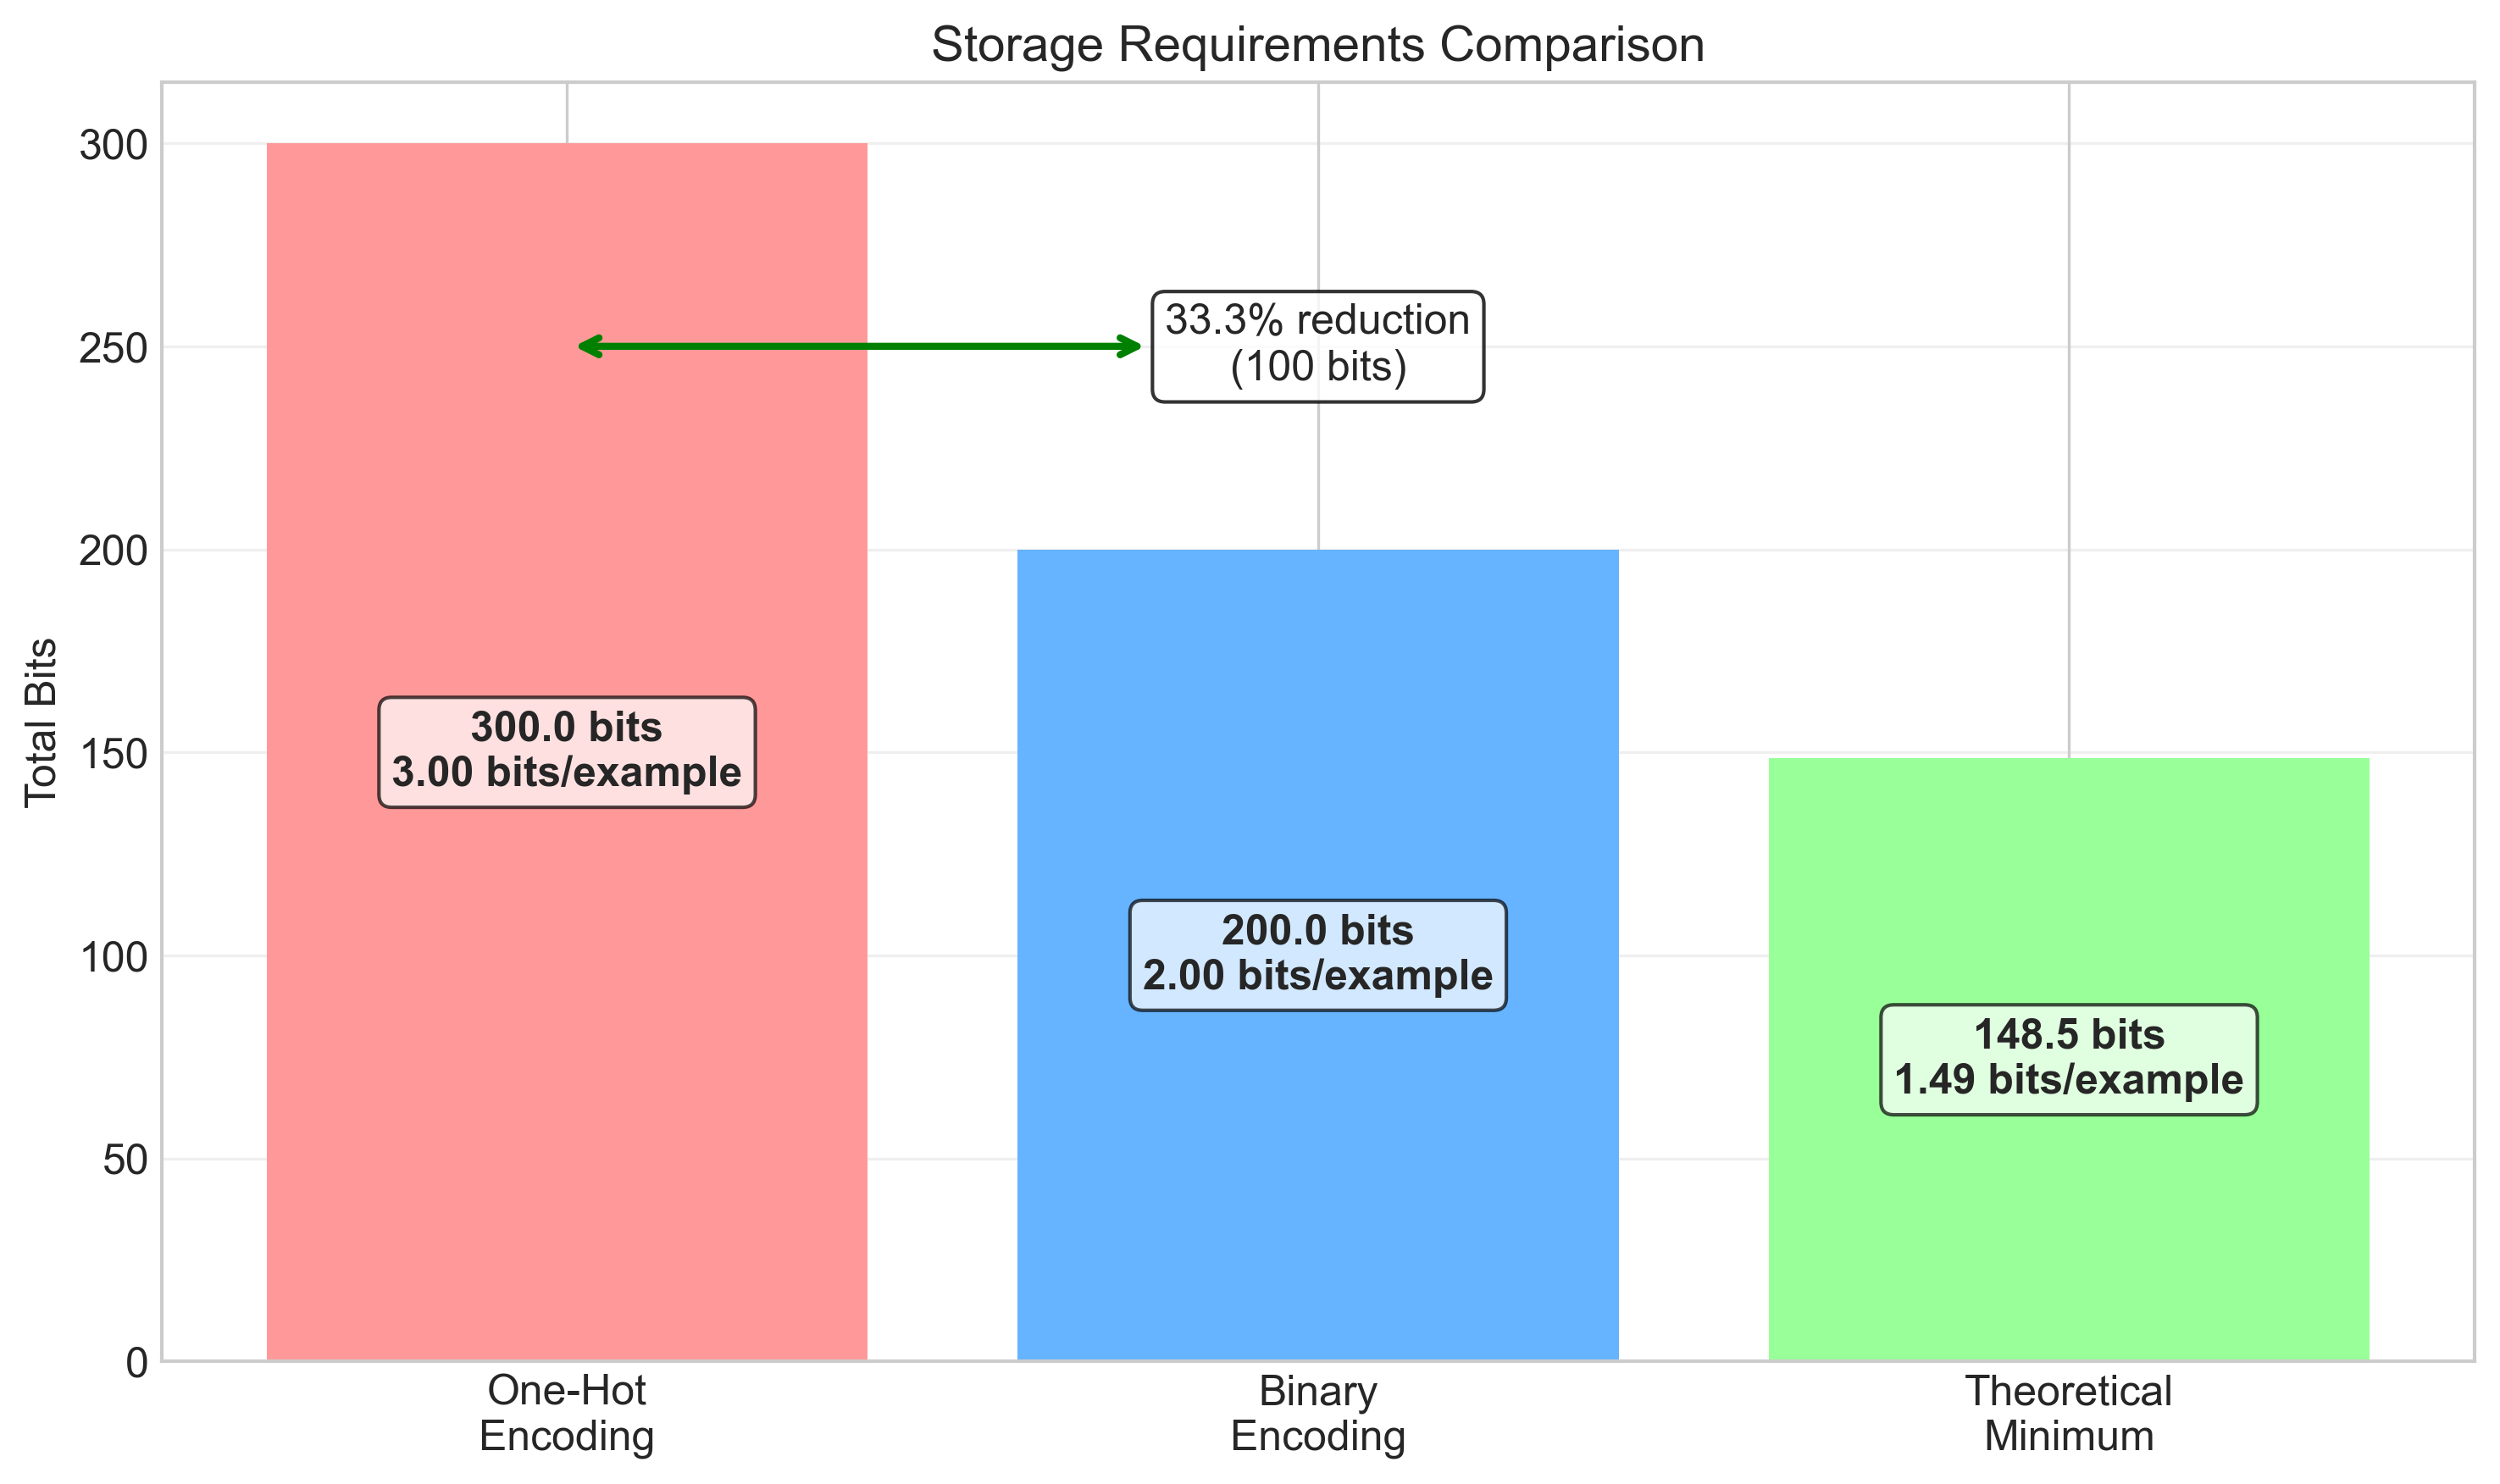 Storage Requirements Comparison
Total Bits
300
250
200
150
100
50
0
33.3% reduction
(100 bits)
300.0 bits
3.00 bits/example
200.0 bits
2.00 bits/example
148.5 bits
1.49 bits/example
One-Hot
Encoding
Binary
Encoding
Theoretical
Minimum